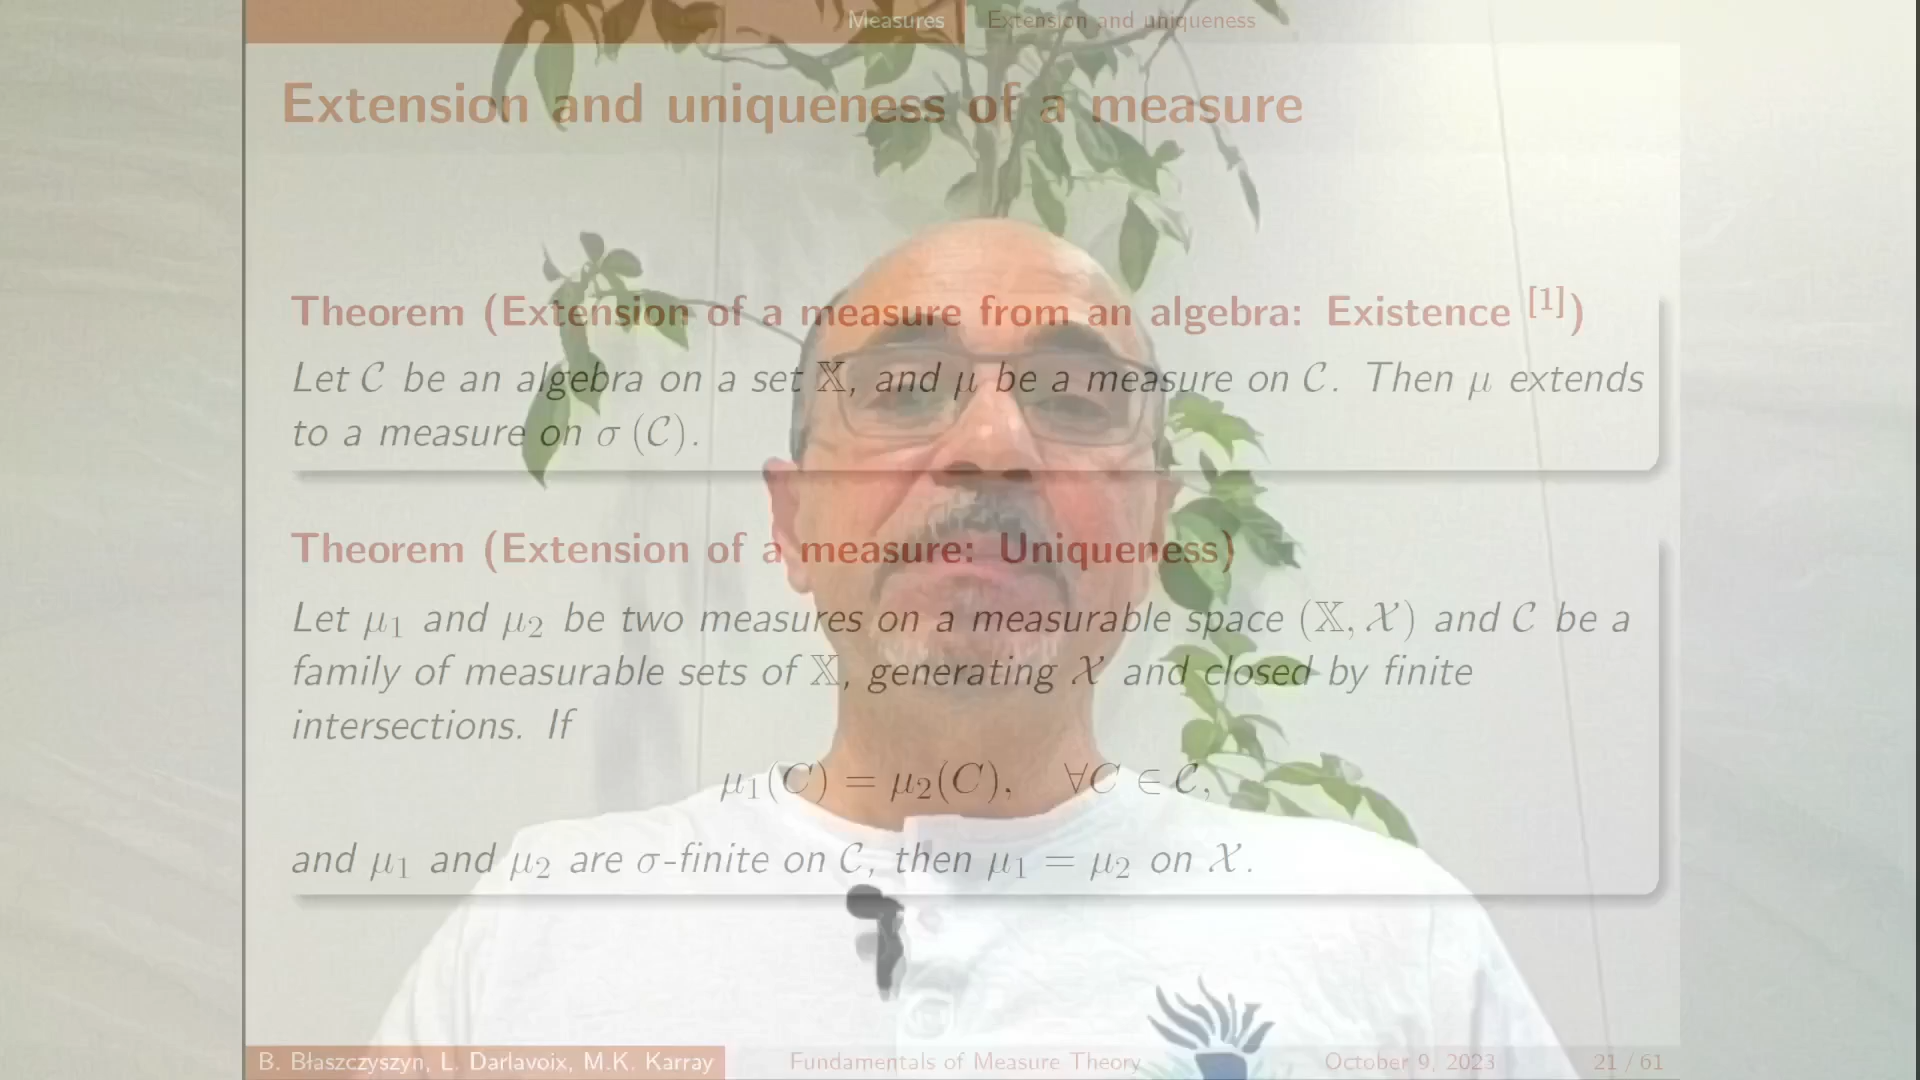 Measures Extension and uniqueness
Extension and uniqueness of a measure
Theorem (Extension of a measure from an algebra: Existence [1])
Let 𝒞 be an algebra on a set 𝕏, and μ be a measure on 𝒞. Then μ extends
to a measure on σ (𝒞).
Theorem (Extension of a measure: Uniqueness)
Let μ₁ and μ₂ be two measures on a measurable space (𝕏, 𝒳) and 𝒞 be a
family of measurable sets of 𝕏, generating 𝒳 and closed by finite
intersections. If
μ₁(C) = μ₂(C), ∀C ∈ 𝒞,
and μ₁ and μ₂ are σ-finite on 𝒞, then μ₁ = μ₂ on 𝒳.
B. Błaszczyszyn, L. Darlavoix, M.K. Karray Fundamentals of Measure Theory October 9, 2023 21 / 61